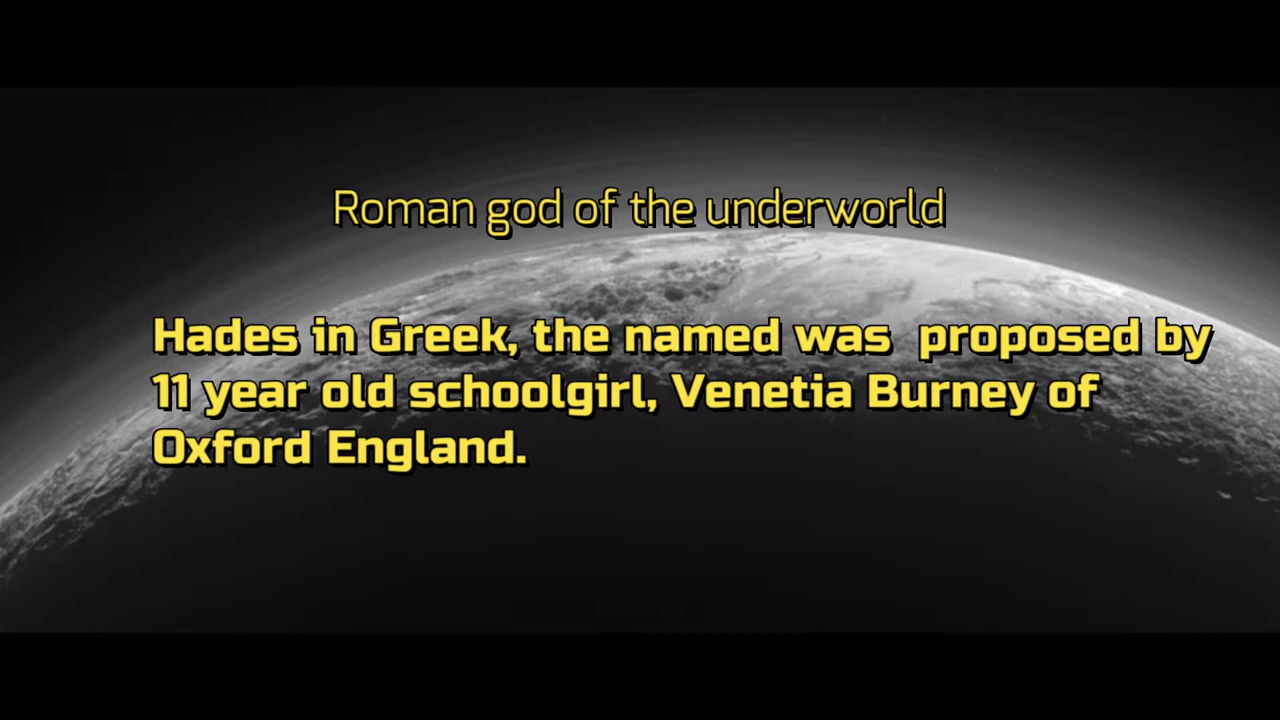 Roman god of the underworld
Hades in Greek, the named was  proposed by
11 year old schoolgirl, Venetia Burney of
Oxford England.